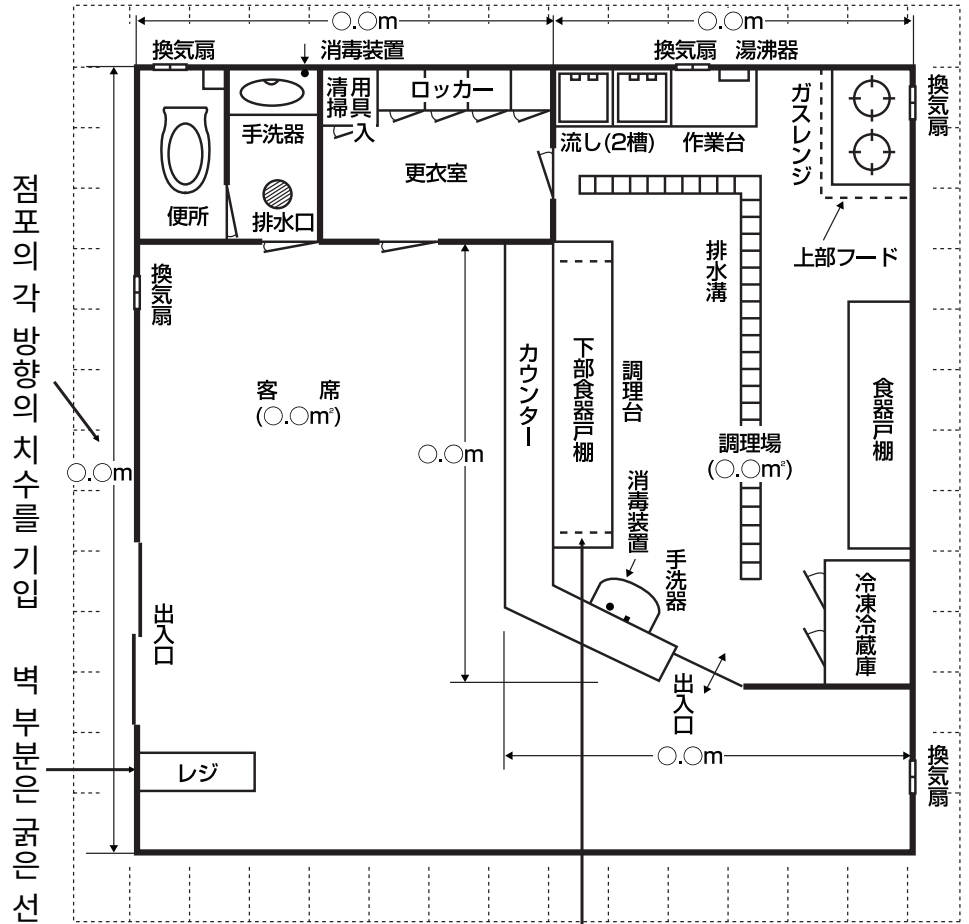 ○.○m
○.○m
換気扇
消毒装置
換気扇
湯沸器
換気扇
清掃用具入
ロッカー
手洗器
流し(2槽)
作業台
ガスレンジ
更衣室
便所
排水口
上部フード
排水溝
換気扇
점포의 각 방향의 치수를 기입
客 席
(○.○㎡)
カウンター
下部食器戸棚
調理台
食器戸棚
○.○m
○.○m
調理場
(○.○㎡)
消毒装置
手洗器
冷凍冷蔵庫
出入口
出入口
벽 부분은 굵은 선
レジ
○.○m
換気扇